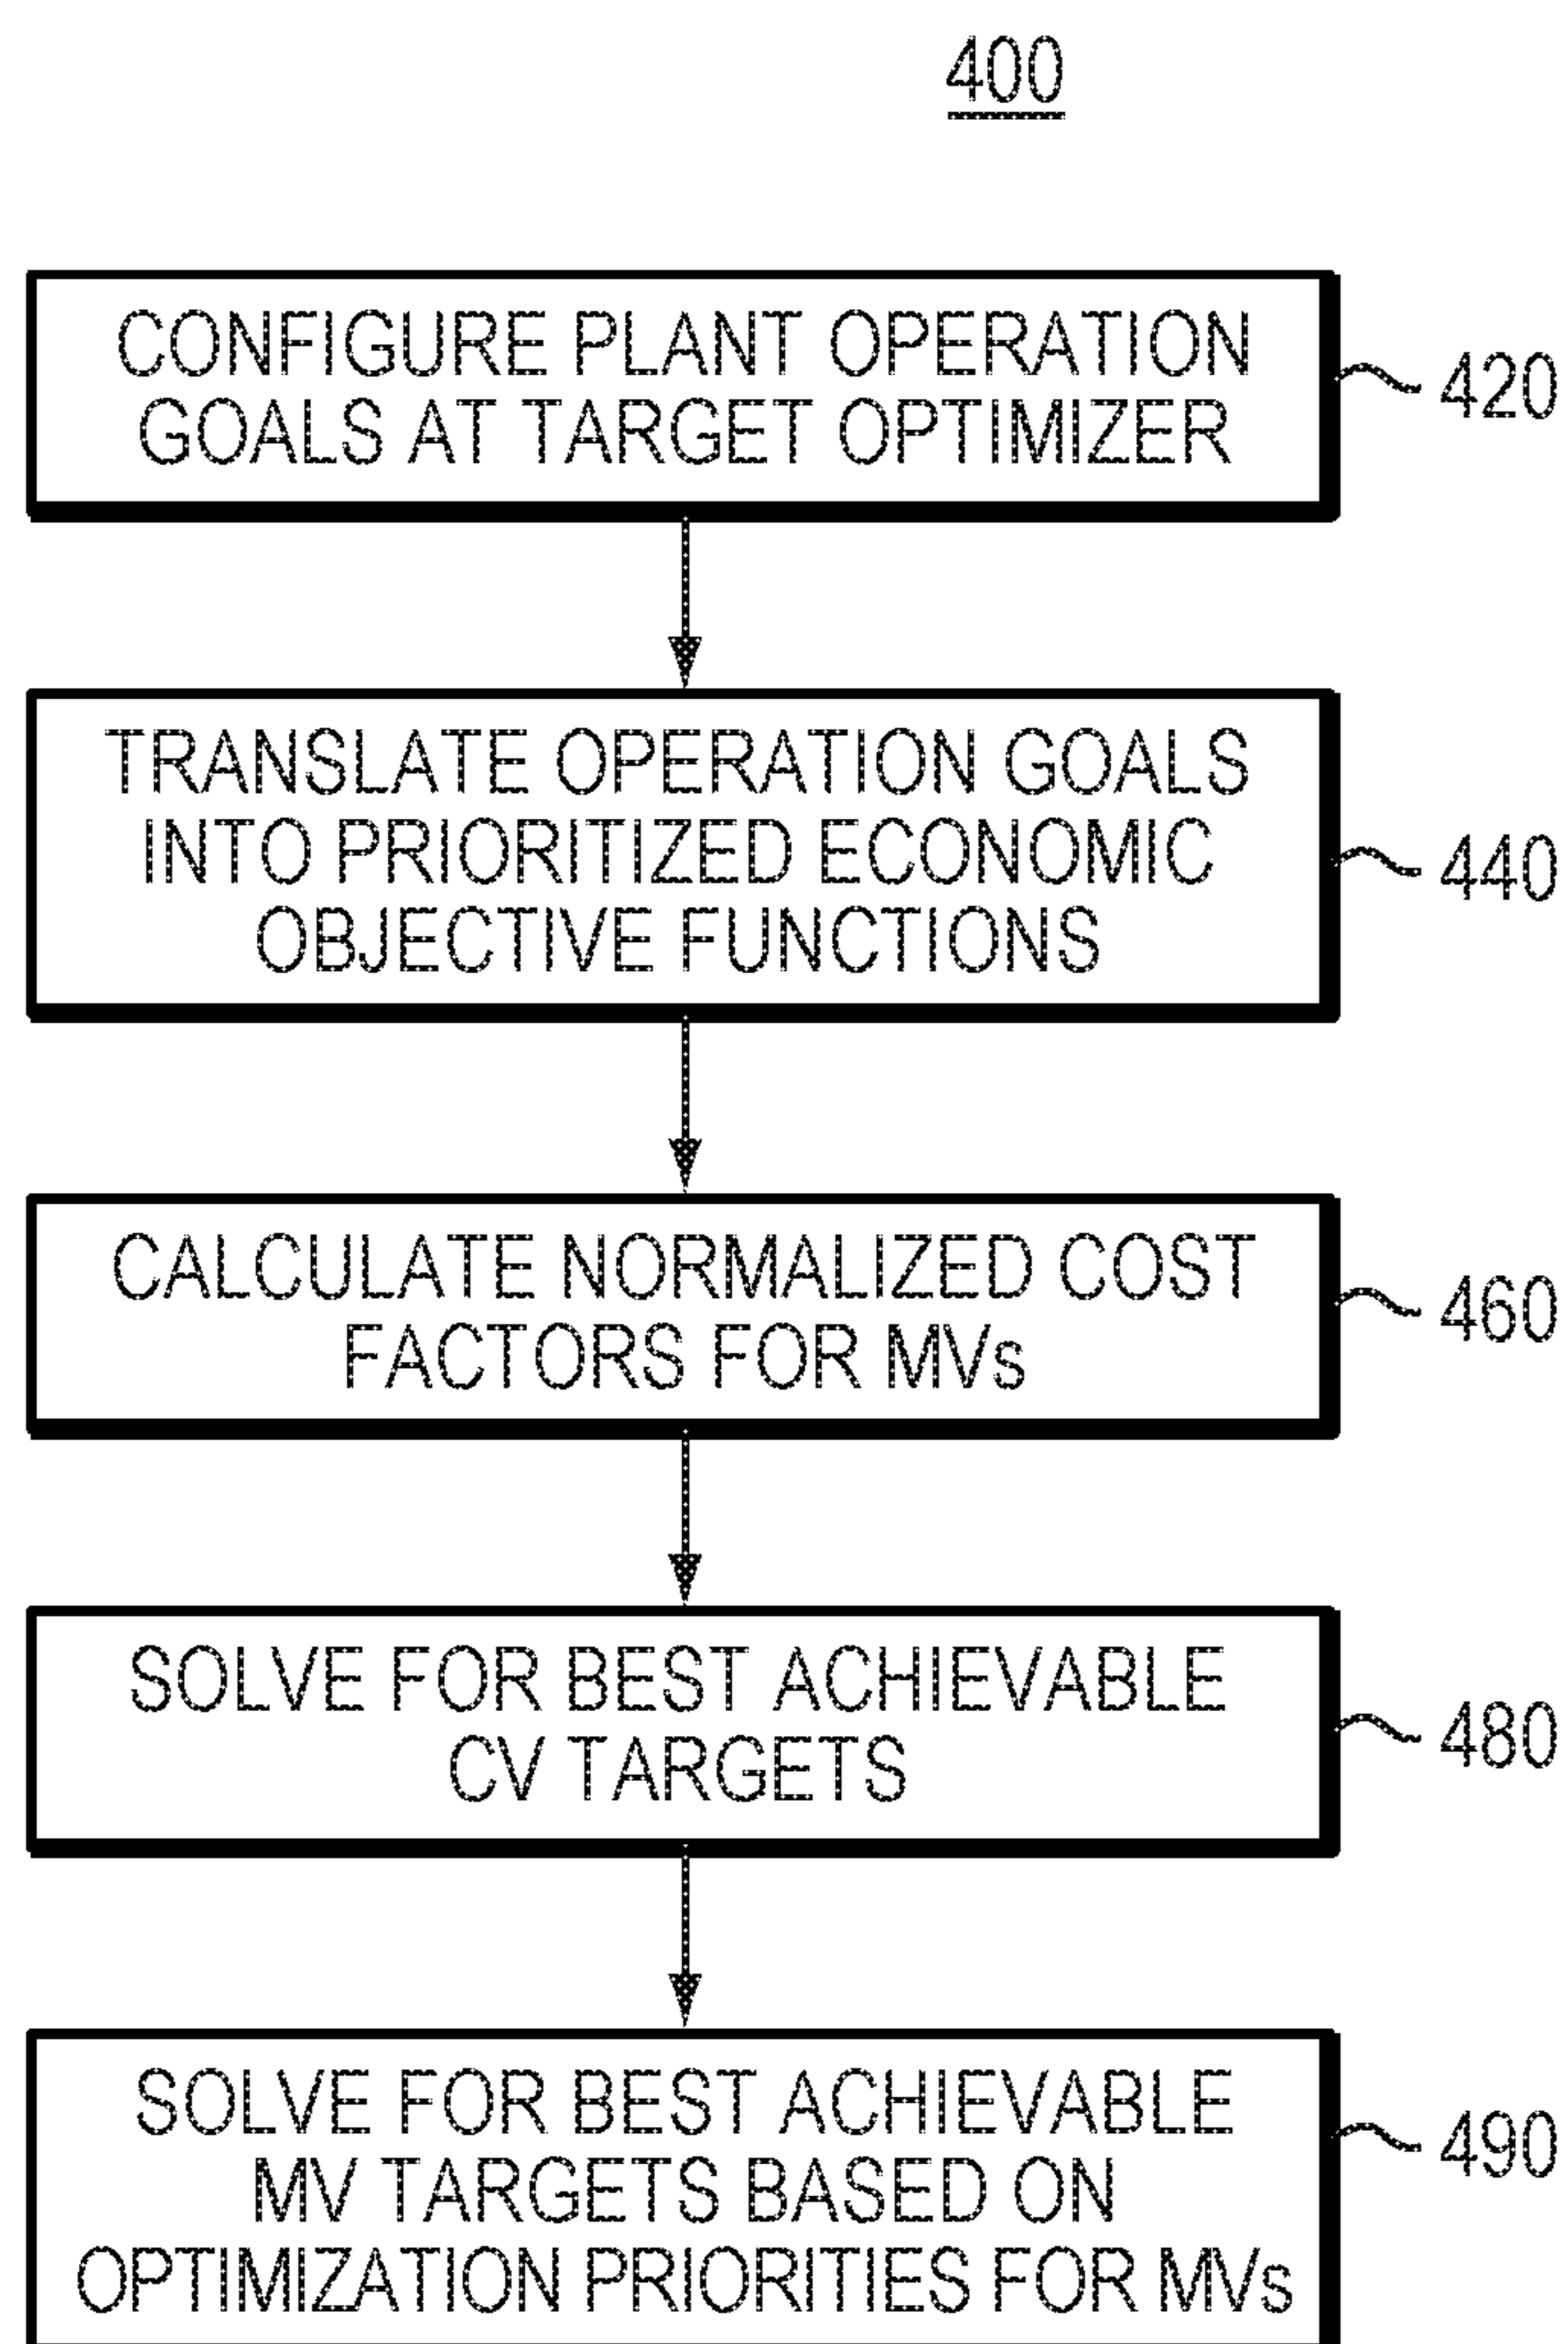 400
CONFIGURE PLANT OPERATION
GOALS AT TARGET OPTIMIZER
420
TRANSLATE OPERATION GOALS
INTO PRIORITIZED ECONOMIC
OBJECTIVE FUNCTIONS
440
CALCULATE NORMALIZED COST
FACTORS FOR MVs
460
SOLVE FOR BEST ACHIEVABLE
CV TARGETS
480
SOLVE FOR BEST ACHIEVABLE
MV TARGETS BASED ON
OPTIMIZATION PRIORITIES FOR MVs
490